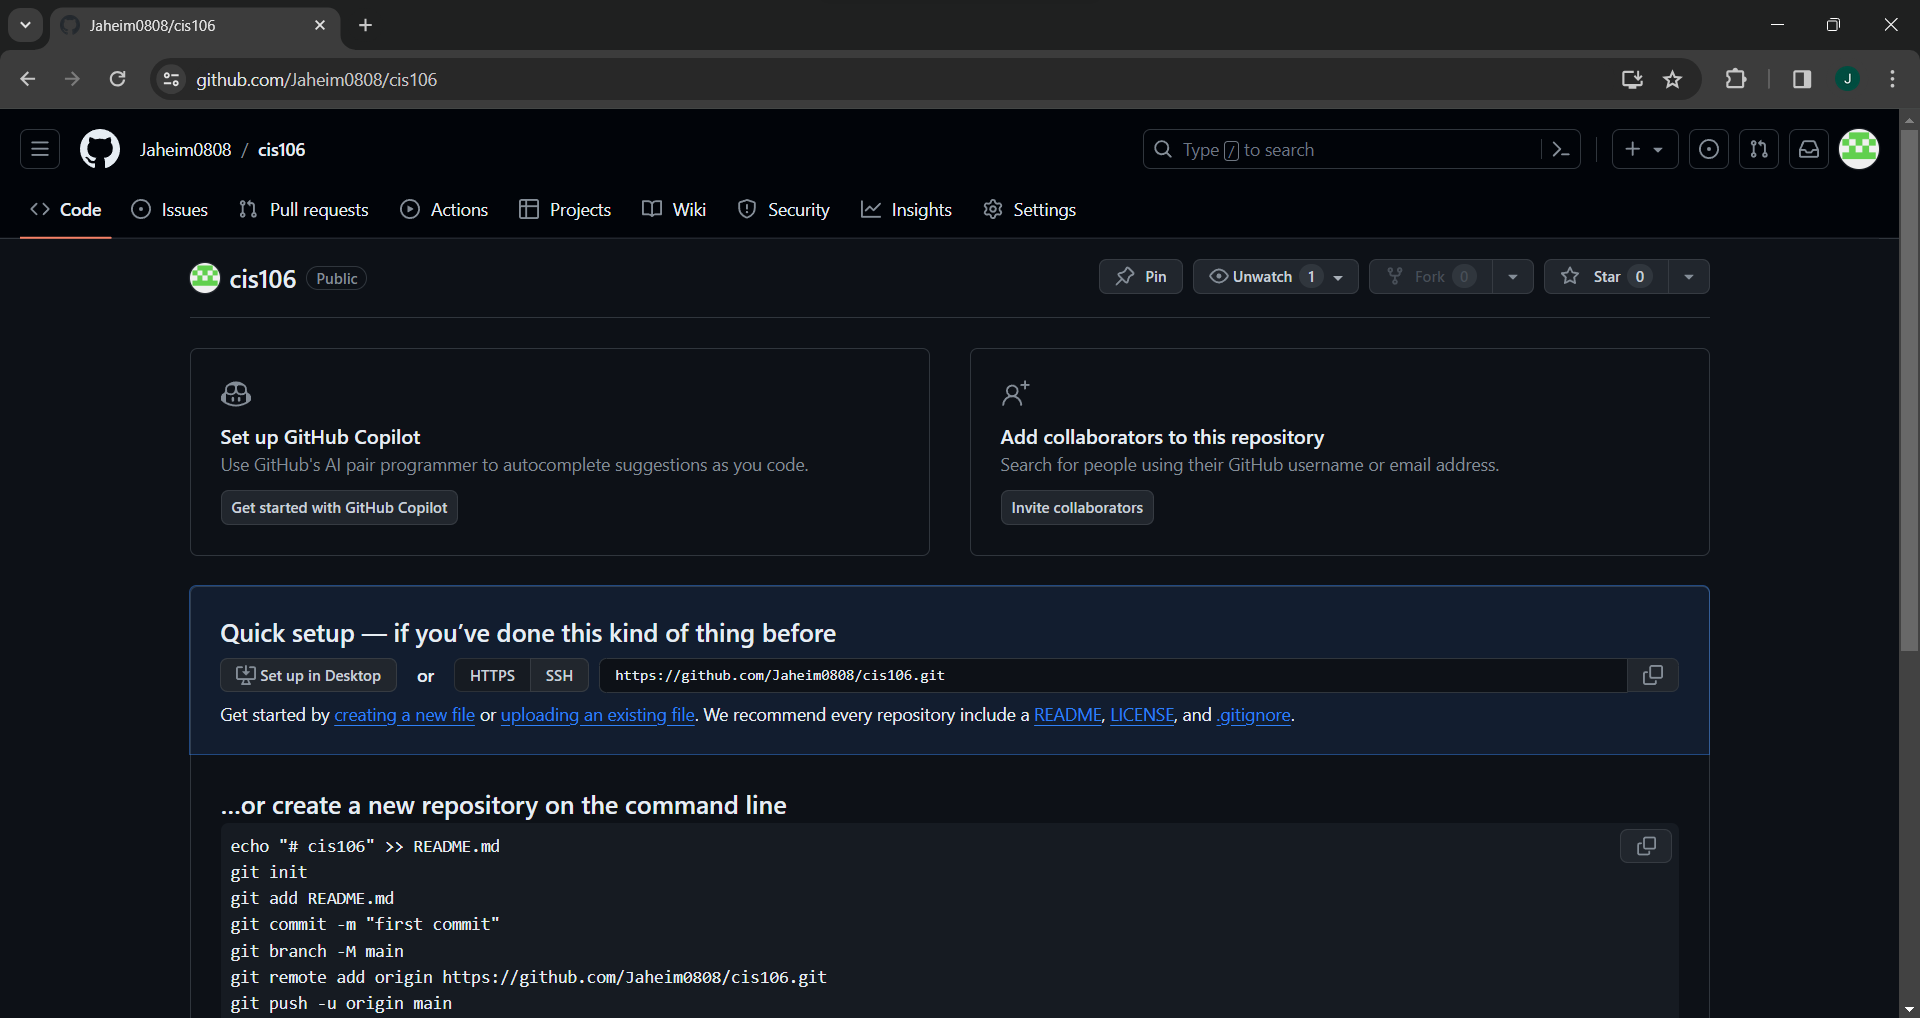 Jaheim0808/cis106
github.com/Jaheim0808/cis106
J
Jaheim0808 / cis106
Type / to search
Code
Issues
Pull requests
Actions
Projects
Wiki
Security
Insights
Settings
cis106 Public
Pin
Unwatch 1
Fork 0
Star 0
Set up GitHub Copilot
Use GitHub's AI pair programmer to autocomplete suggestions as you code.
Get started with GitHub Copilot
Add collaborators to this repository
Search for people using their GitHub username or email address.
Invite collaborators
Quick setup — if you’ve done this kind of thing before
Set up in Desktop or HTTPS SSH https://github.com/Jaheim0808/cis106.git
Get started by creating a new file or uploading an existing file. We recommend every repository include a README, LICENSE, and .gitignore.
…or create a new repository on the command line
echo "# cis106" >> README.md
git init
git add README.md
git commit -m "first commit"
git branch -M main
git remote add origin https://github.com/Jaheim0808/cis106.git
git push -u origin main